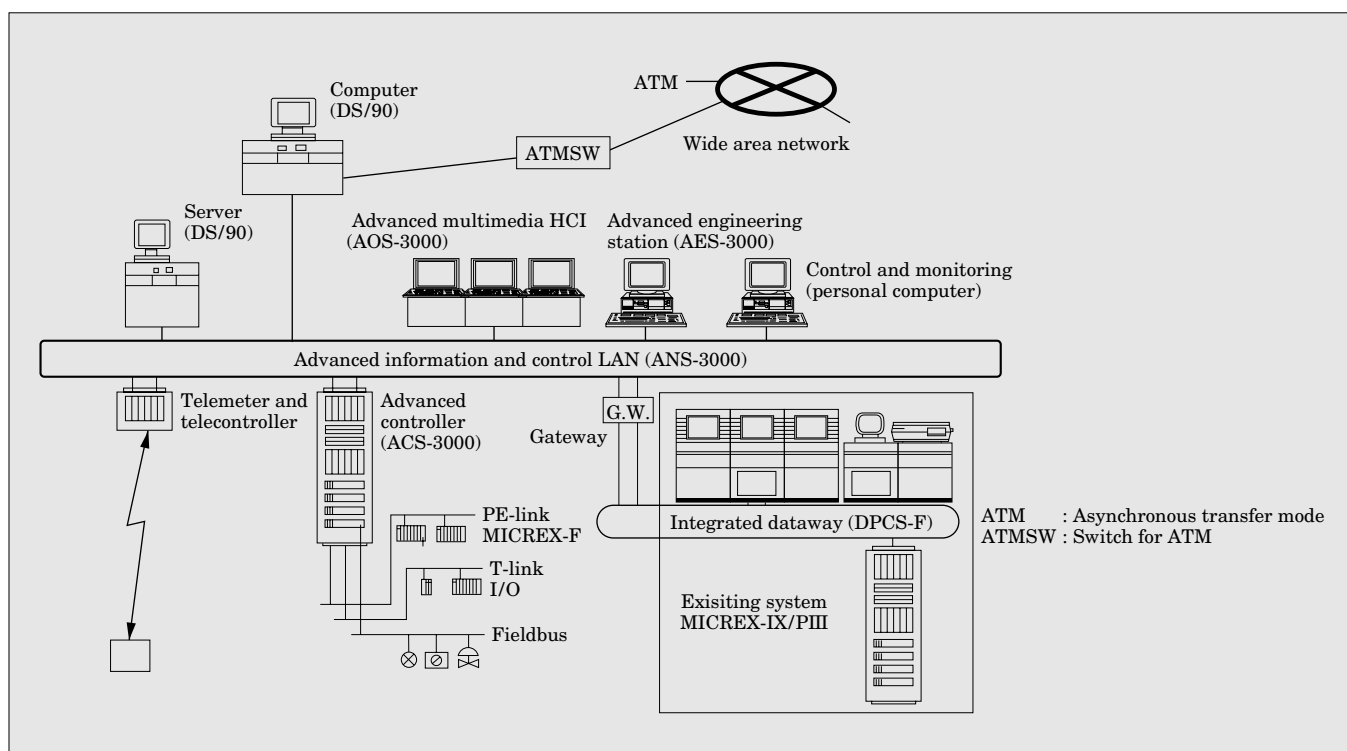 Computer
(DS/90)
ATM
Wide area network
ATMSW
Server
(DS/90)
Advanced multimedia HCI
(AOS-3000)
Advanced engineering
station (AES-3000)
Control and monitoring
(personal computer)
Advanced information and control LAN (ANS-3000)
Telemeter and
telecontroller
Advanced
controller
(ACS-3000)
G.W.
Gateway
PE-link
MICREX-F
T-link
I/O
Fieldbus
Integrated dataway (DPCS-F)
Exisiting system
MICREX-IX/PIII
ATM : Asynchronous transfer mode
ATMSW : Switch for ATM